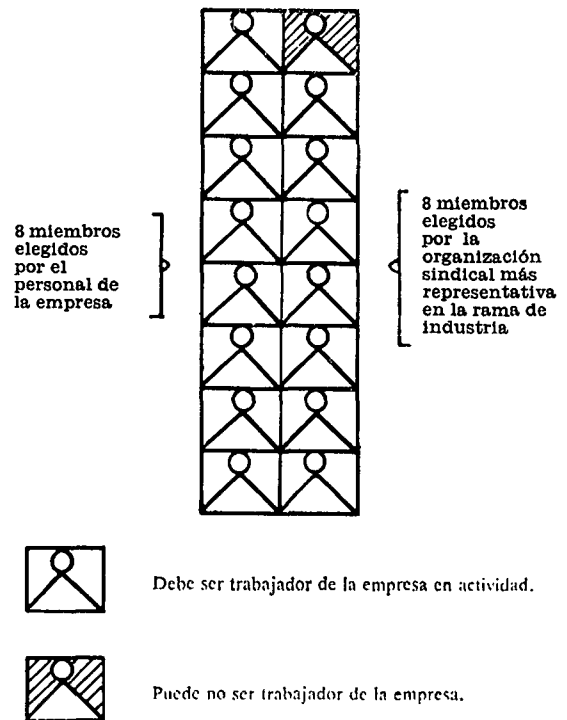 8 miembros
elegidos
por el
personal de
la empresa
8 miembros
elegidos
por la
organización
sindical más
representativa
en la rama de
industria
Debe ser trabajador de la empresa en actividad.
Puede no ser trabajador de la empresa.